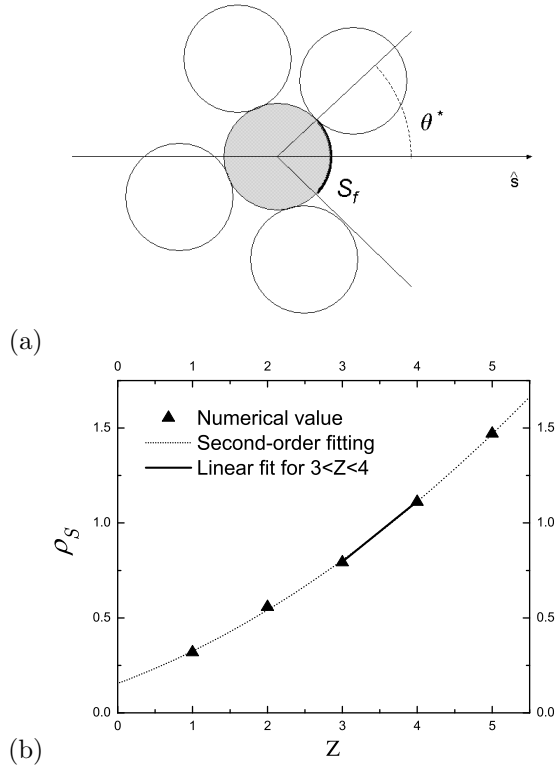 θ*
S_f
ŝ
(a)
0 1 2 3 4 5
1.5 1.5
▲ Numerical value
Second-order fitting
Linear fit for 3<Z<4
1.0 1.0
ρ_S
0.5 0.5
0.0 0.0
0 1 2 3 4 5
(b)
Z